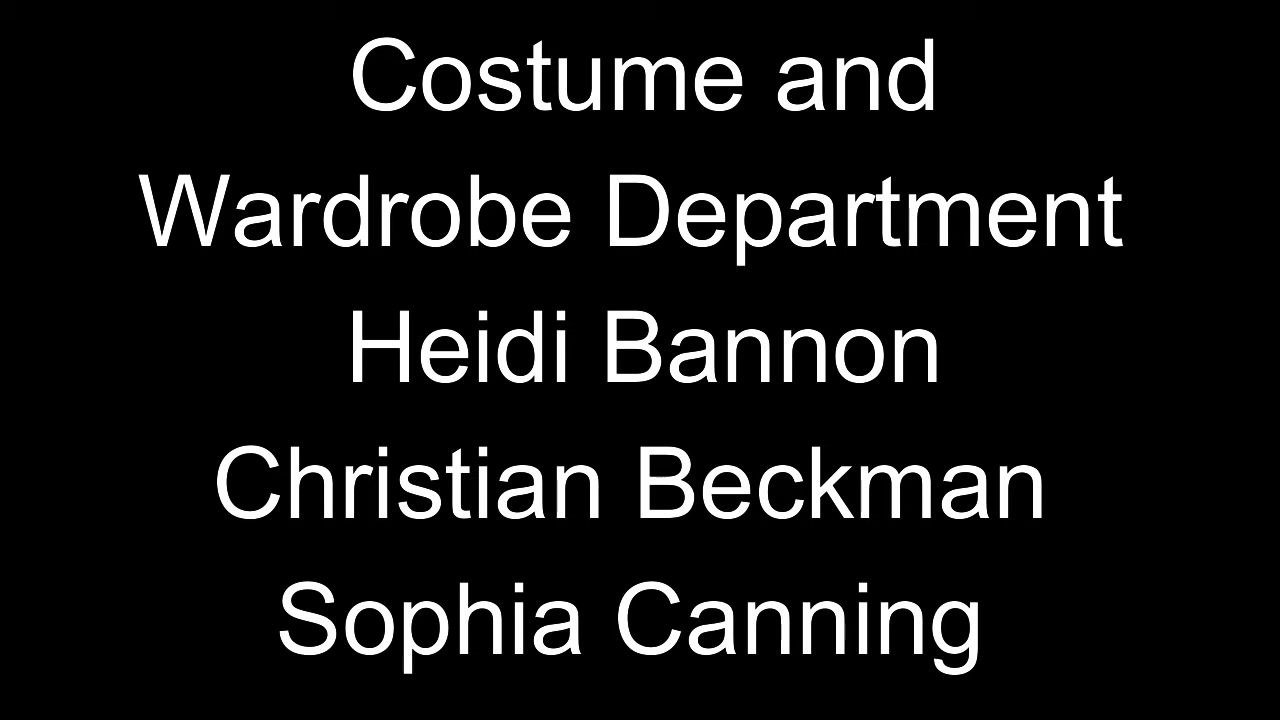 Costume and
Wardrobe Department
Heidi Bannon
Christian Beckman
Sophia Canning